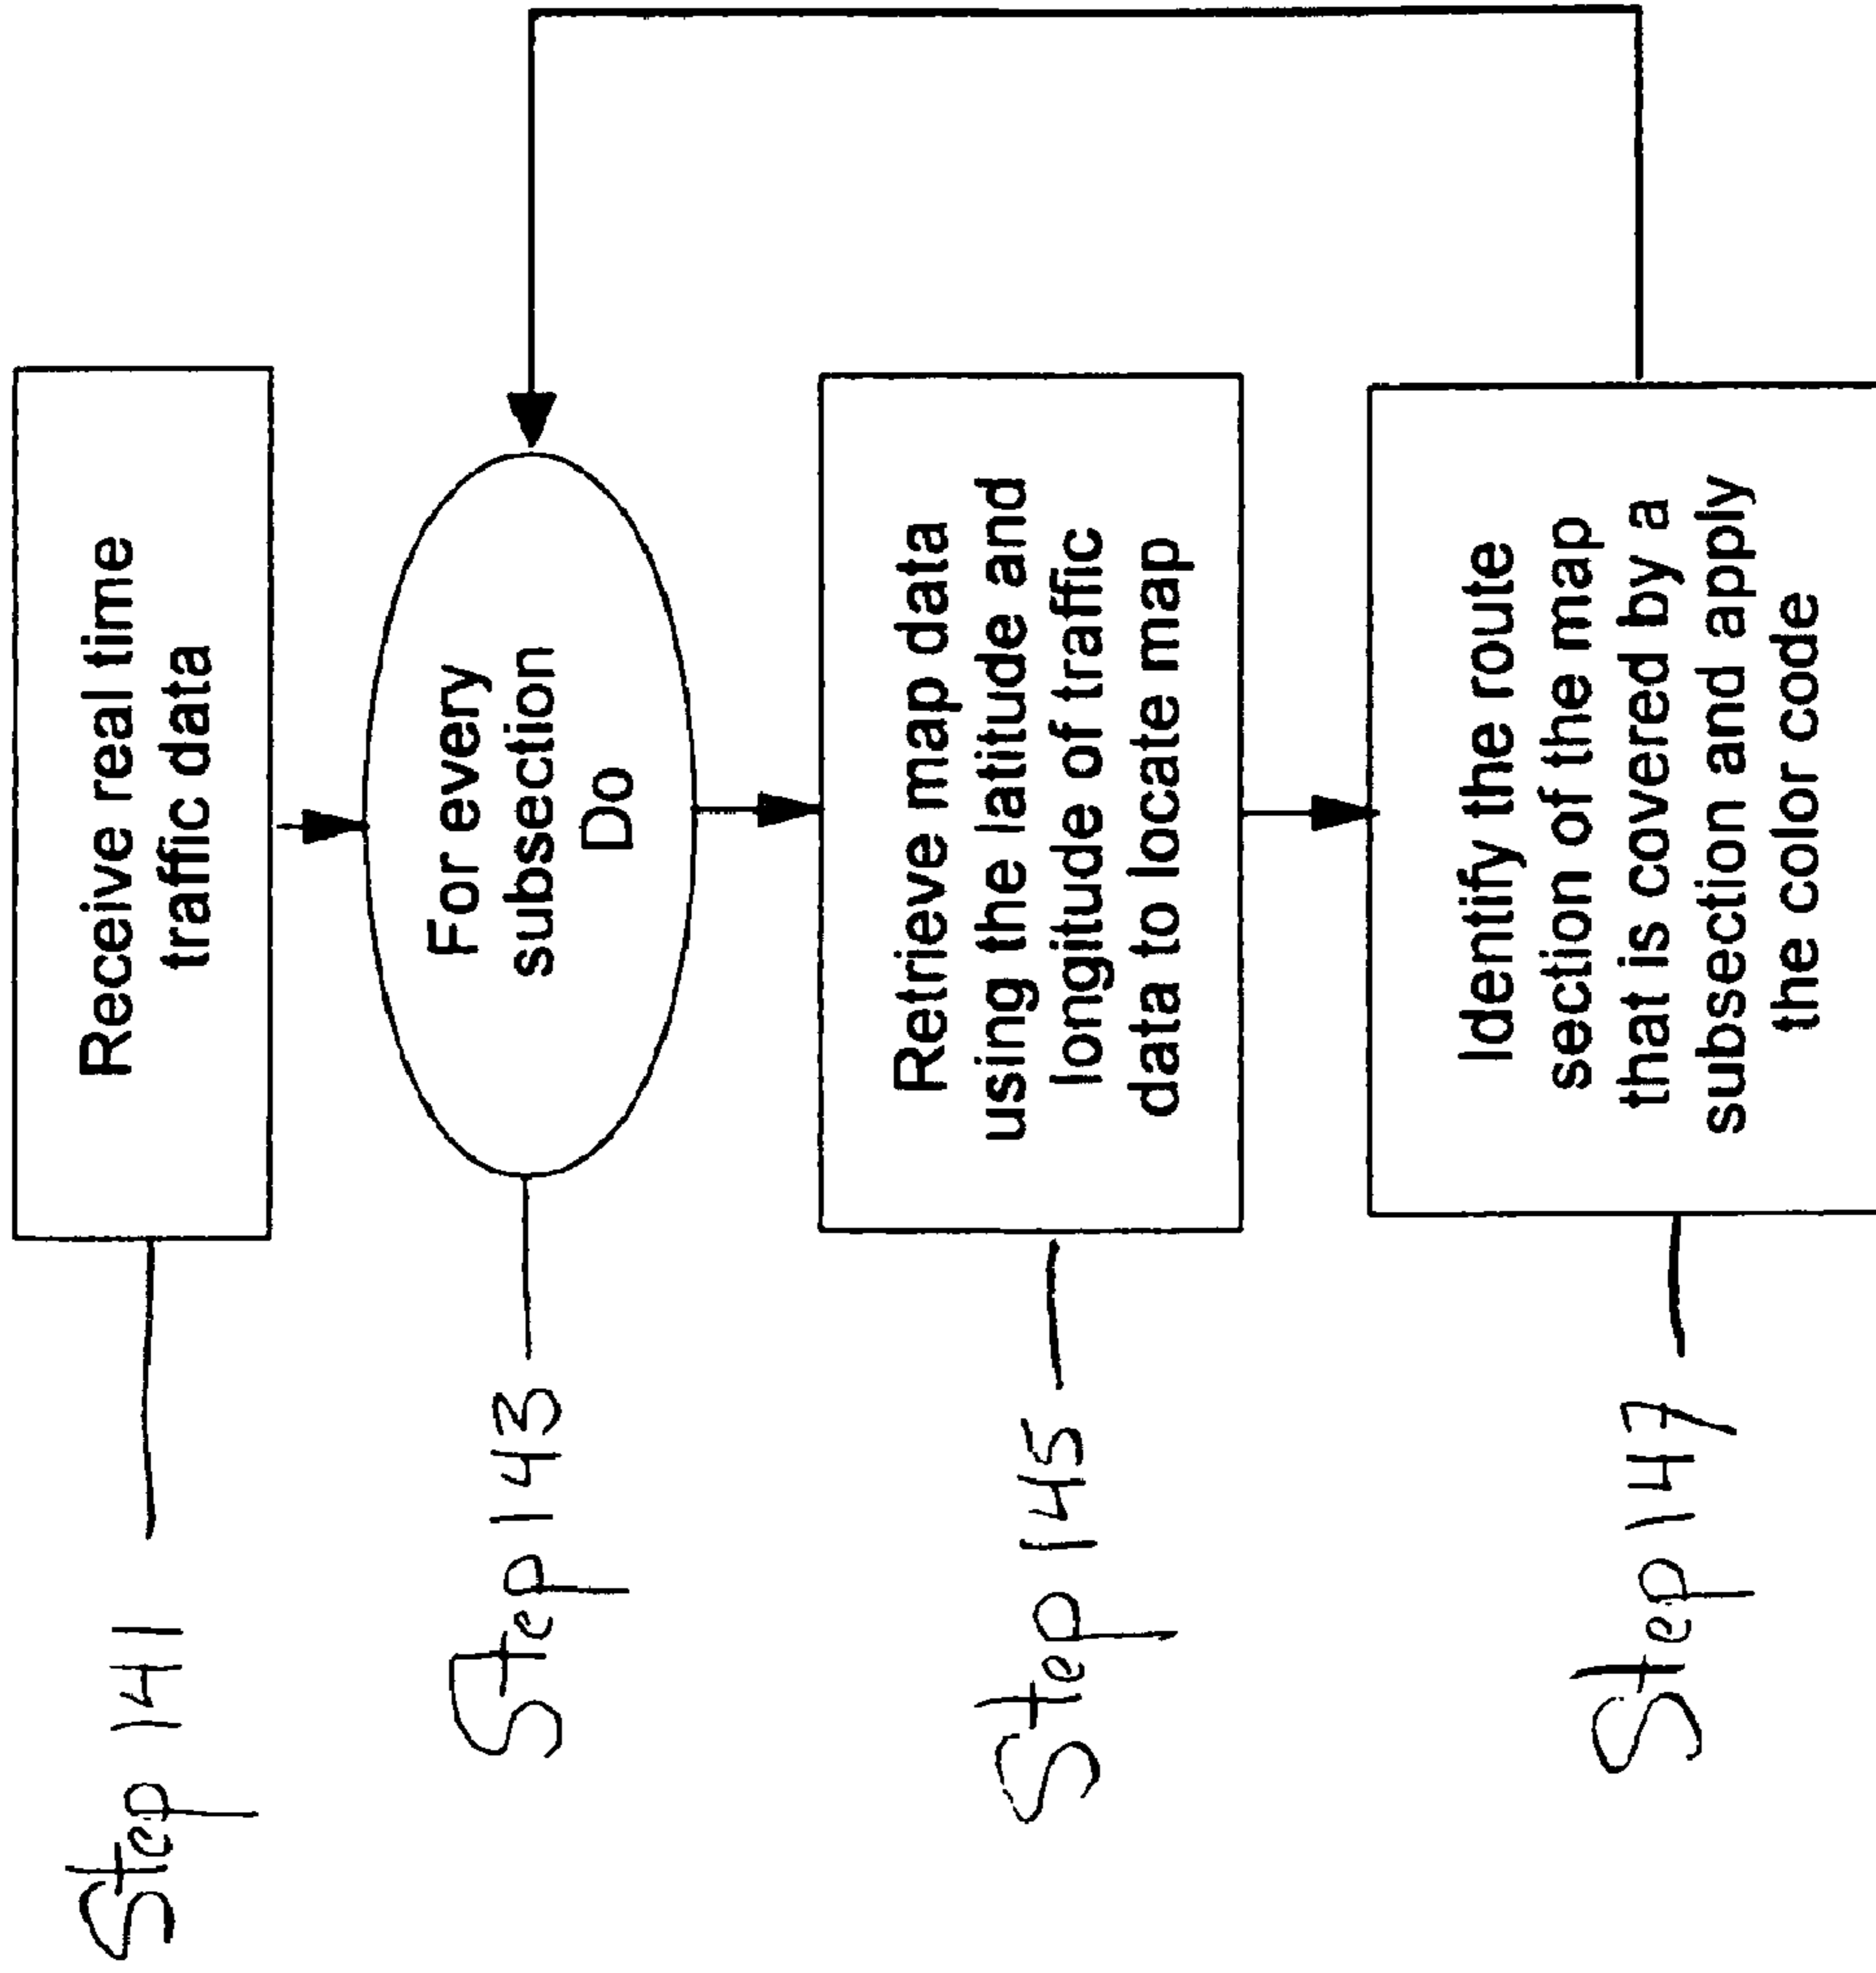 Receive real time
traffic data
For every
subsection
Do
Retrieve map data
using the latitude and
longitude of traffic
data to locate map
Identify the route
section of the map
that is covered by a
subsection and apply
the color code
Step 141
Step 143
Step 145
Step 147